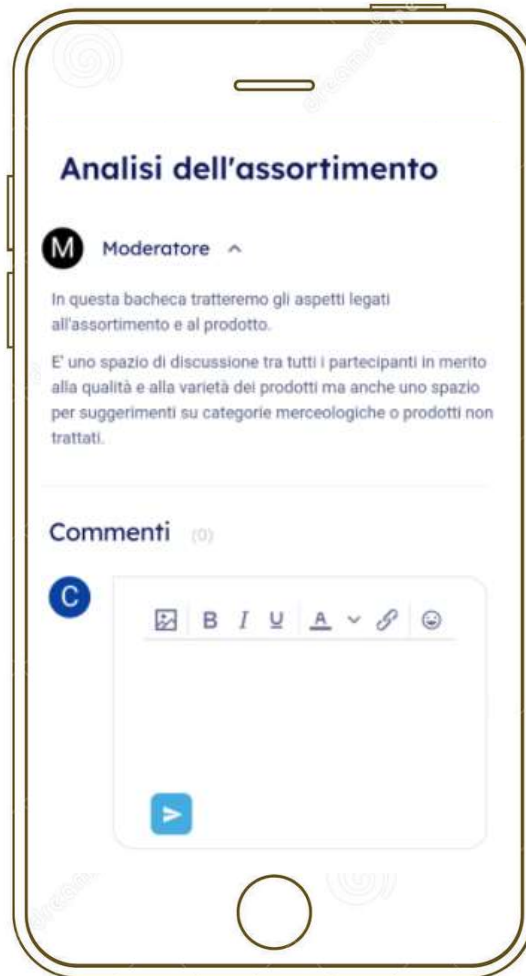 Analisi dell'assortimento
M Moderatore
In questa bacheca tratteremo gli aspetti legati
all'assortimento e al prodotto.
E' uno spazio di discussione tra tutti i partecipanti in merito
alla qualità e alla varietà dei prodotti ma anche uno spazio
per suggerimenti su categorie merceologiche o prodotti non
trattati.
Commenti (0)
C
B I U A